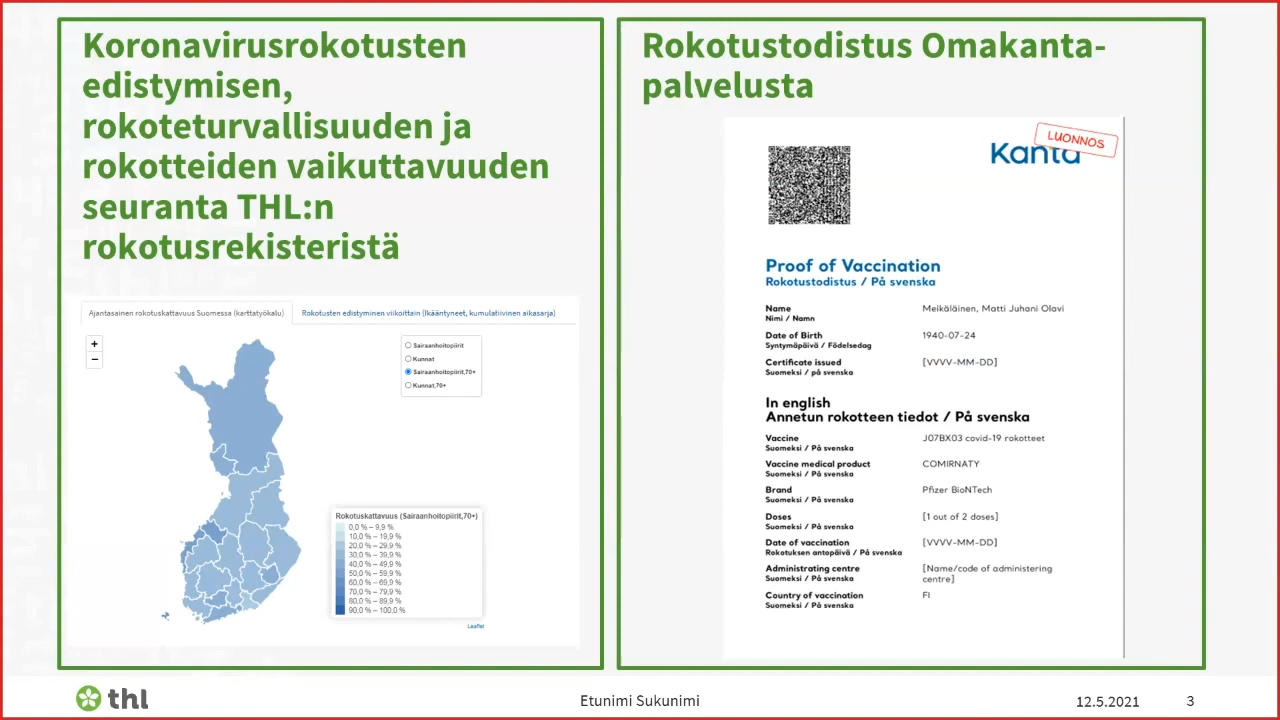 Koronavirusrokotusten
edistymisen,
rokoteturvallisuuden ja
rokotteiden vaikuttavuuden
seuranta THL:n
rokotusrekisteristä
Ajantasainen rokotuskattavuus Suomessa (karttatyökalu)
Rokotusten edistyminen viikoittain (Ikääntyneet, kumulatiivinen aikasarja)
+
−
Sairaanhoitopiirit
Kunnat
Sairaanhoitopiirit,70+
Kunnat,70+
Rokotuskattavuus (Sairaanhoitopiirit,70+)
0,0 % – 9,9 %
10,0 % – 19,9 %
20,0 % – 29,9 %
30,0 % – 39,9 %
40,0 % – 49,9 %
50,0 % – 59,9 %
60,0 % – 69,9 %
70,0 % – 79,9 %
80,0 % – 89,9 %
90,0 % – 100,0 %
Leaflet
Rokotustodistus Omakanta-
palvelusta
LUONNOS
Kanta
Proof of Vaccination
Rokotustodistus / På svenska
Name Meikäläinen, Matti Juhani Olavi
Nimi / Namn
Date of Birth 1940-07-24
Syntymäpäivä / Födelsedag
Certificate issued [VVVV-MM-DD]
Suomeksi / på svenska
In english
Annetun rokotteen tiedot / På svenska
Vaccine J07BX03 covid-19 rokotteet
Suomeksi / På svenska
Vaccine medical product COMIRNATY
Suomeksi / På svenska
Brand Pfizer BioNTech
Suomeksi / På svenska
Doses [1 out of 2 doses]
Suomeksi / På svenska
Date of vaccination [VVVV-MM-DD]
Rokotuksen antopäivä / På svenska
Administrating centre [Name/code of administering
Suomeksi / På svenska centre]
Country of vaccination FI
Suomeksi / På svenska
thl
Etunimi Sukunimi
12.5.2021
3